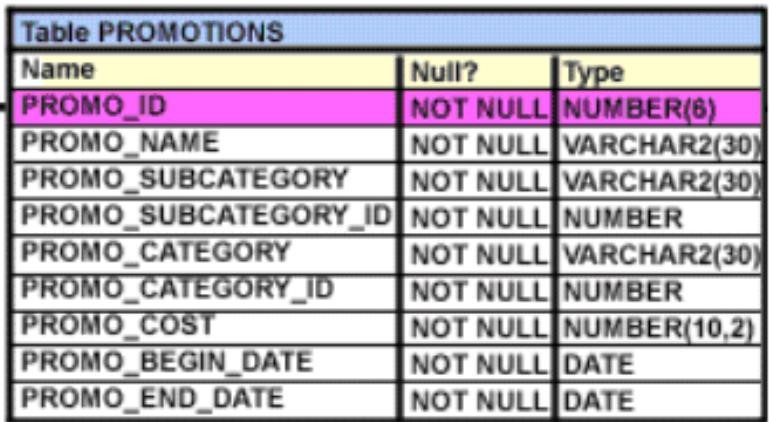 Table PROMOTIONS
Name Null? Type
PROMO_ID NOT NULL NUMBER(6)
PROMO_NAME NOT NULL VARCHAR2(30)
PROMO_SUBCATEGORY NOT NULL VARCHAR2(30)
PROMO_SUBCATEGORY_ID NOT NULL NUMBER
PROMO_CATEGORY NOT NULL VARCHAR2(30)
PROMO_CATEGORY_ID NOT NULL NUMBER
PROMO_COST NOT NULL NUMBER(10,2)
PROMO_BEGIN_DATE NOT NULL DATE
PROMO_END_DATE NOT NULL DATE